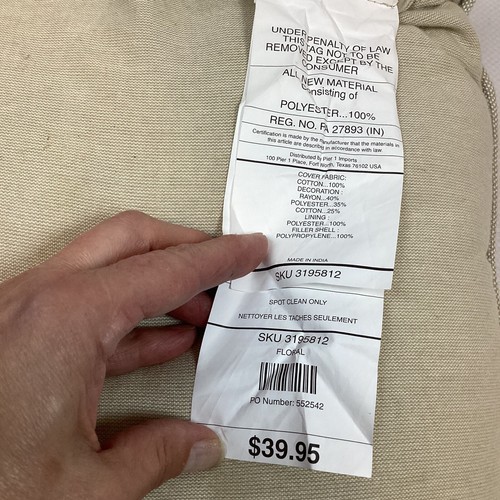 UNDER PENALTY OF LAW
THIS TAG NOT TO BE
REMOVED EXCEPT BY THE
CONSUMER
ALL NEW MATERIAL
consisting of
POLYESTER...100%
REG. NO. PA 27893 (IN)
Certification is made by the manufacturer that the materials in
this article are described in accordance with law.
Distributed by Pier 1 Imports
100 Pier 1 Place, Fort Worth, Texas 76102 USA
COVER FABRIC:
COTTON...100%
DECORATION :
RAYON...40%
POLYESTER...35%
COTTON...25%
LINING :
POLYESTER...100%
FILLER SHELL :
POLYPROPYLENE...100%
MADE IN INDIA
SKU 3195812
SPOT CLEAN ONLY
NETTOYER LES TACHES SEULEMENT
SKU 3195812
FLORAL
PO Number: 552542
$39.95